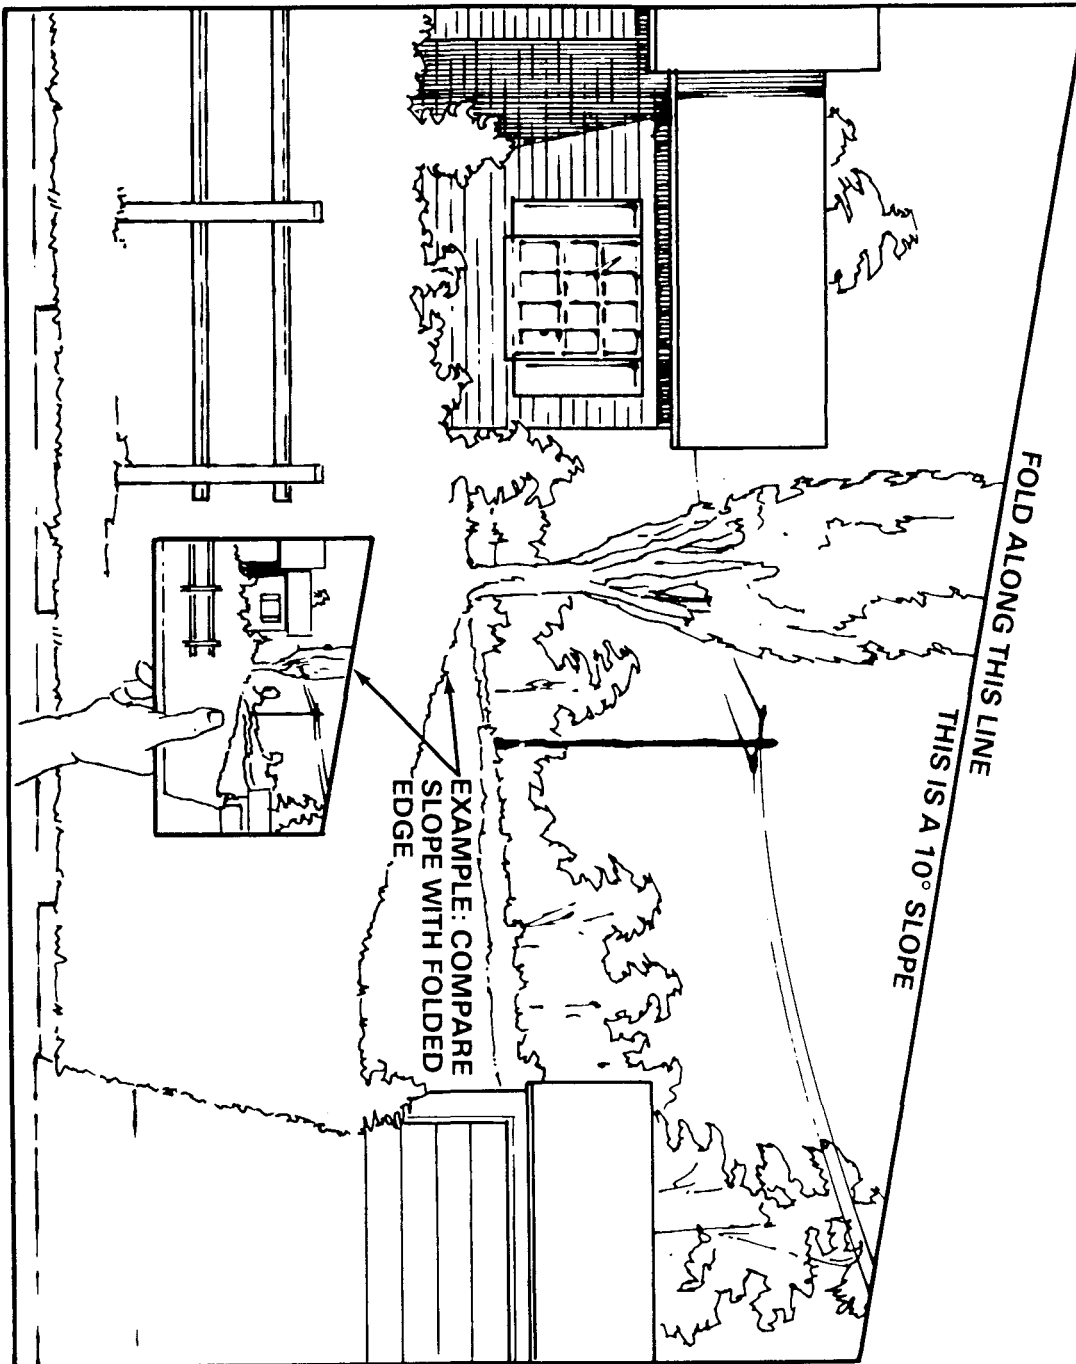 FOLD ALONG THIS LINE
THIS IS A 10° SLOPE
EXAMPLE: COMPARE
SLOPE WITH FOLDED
EDGE